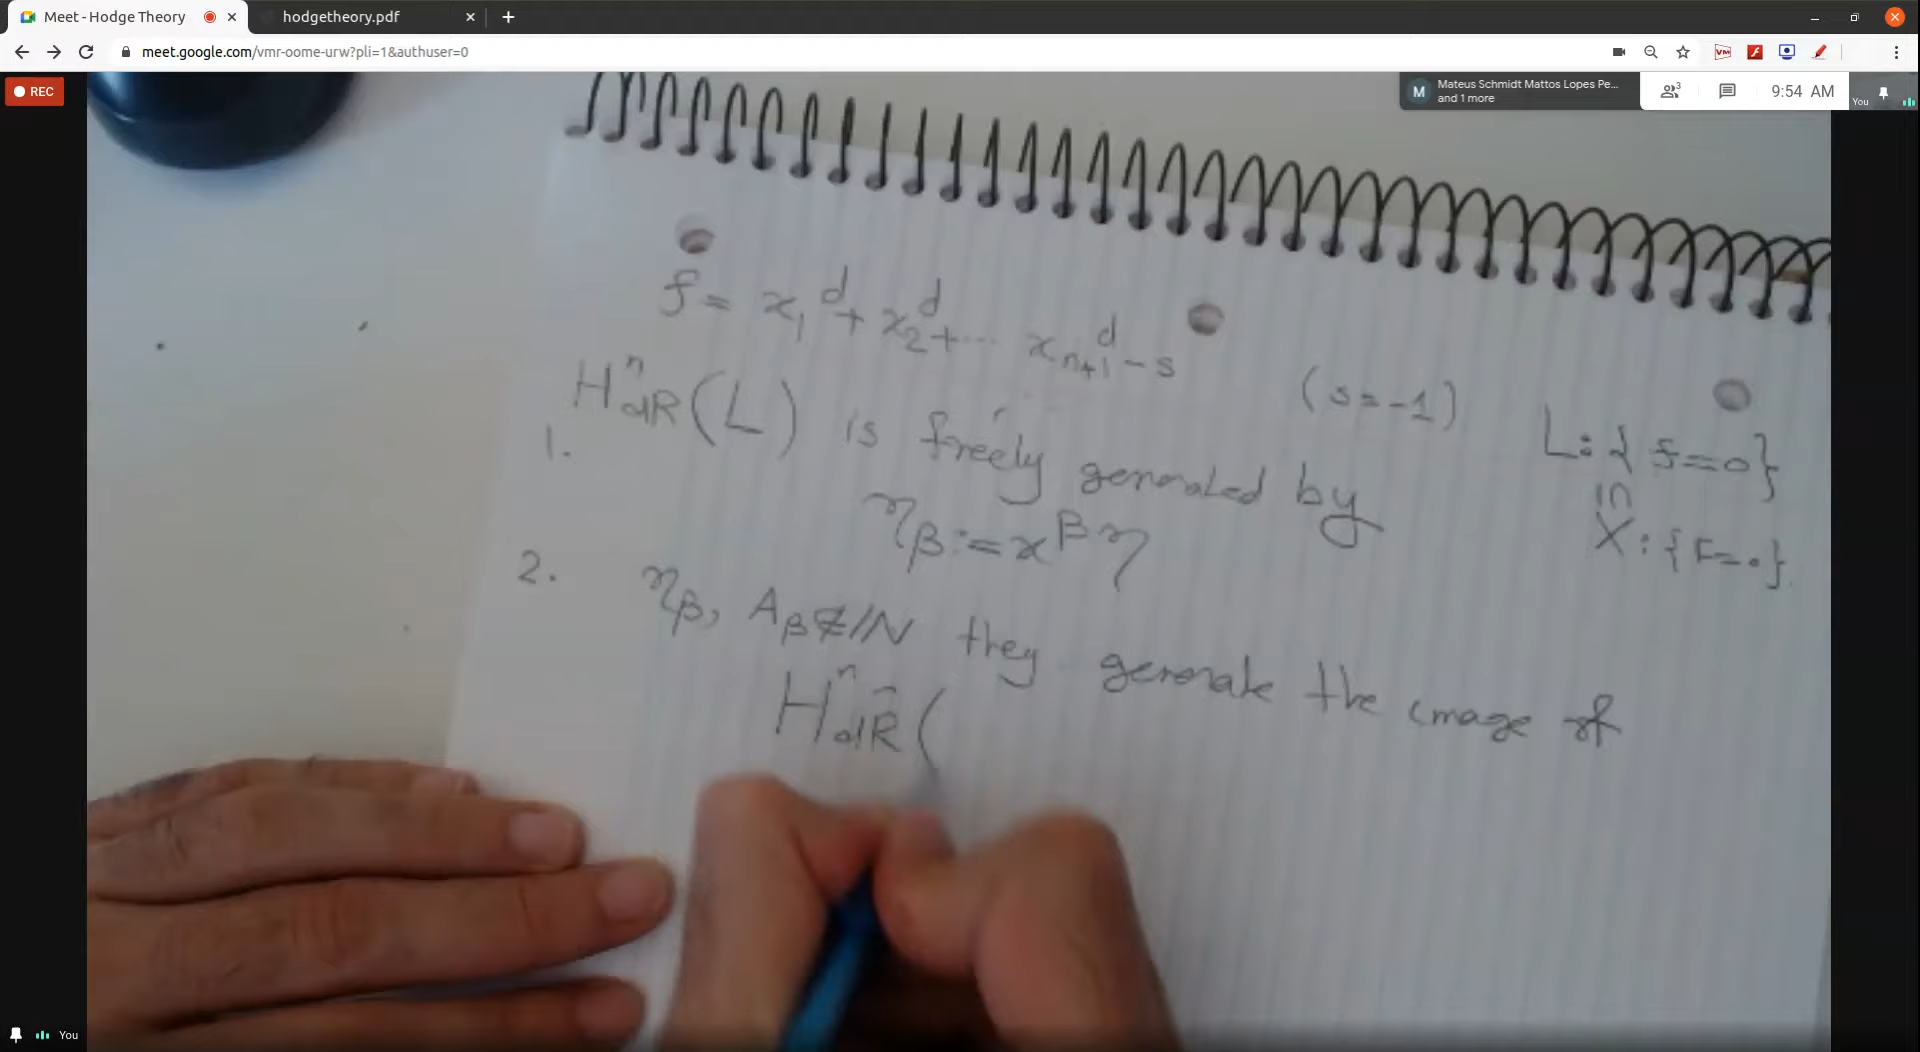 Meet - Hodge Theory
hodgetheory.pdf
meet.google.com/vmr-oome-urw?pli=1&authuser=0
REC
M
Mateus Schmidt Mattos Lopes Pe...
and 1 more
3
9:54 AM
You
f = x₁ᵈ + x₂ᵈ + ... xₙ₊₁ᵈ - s (s = -1)
L: {f = 0}
in
X: {F = 0}.
1. Hⁿ_dR(L) is freely generated by
η_β := x^β η
2. η_β, A_β ∉ ℕ they generate the image of
Hⁿ_dR(
You